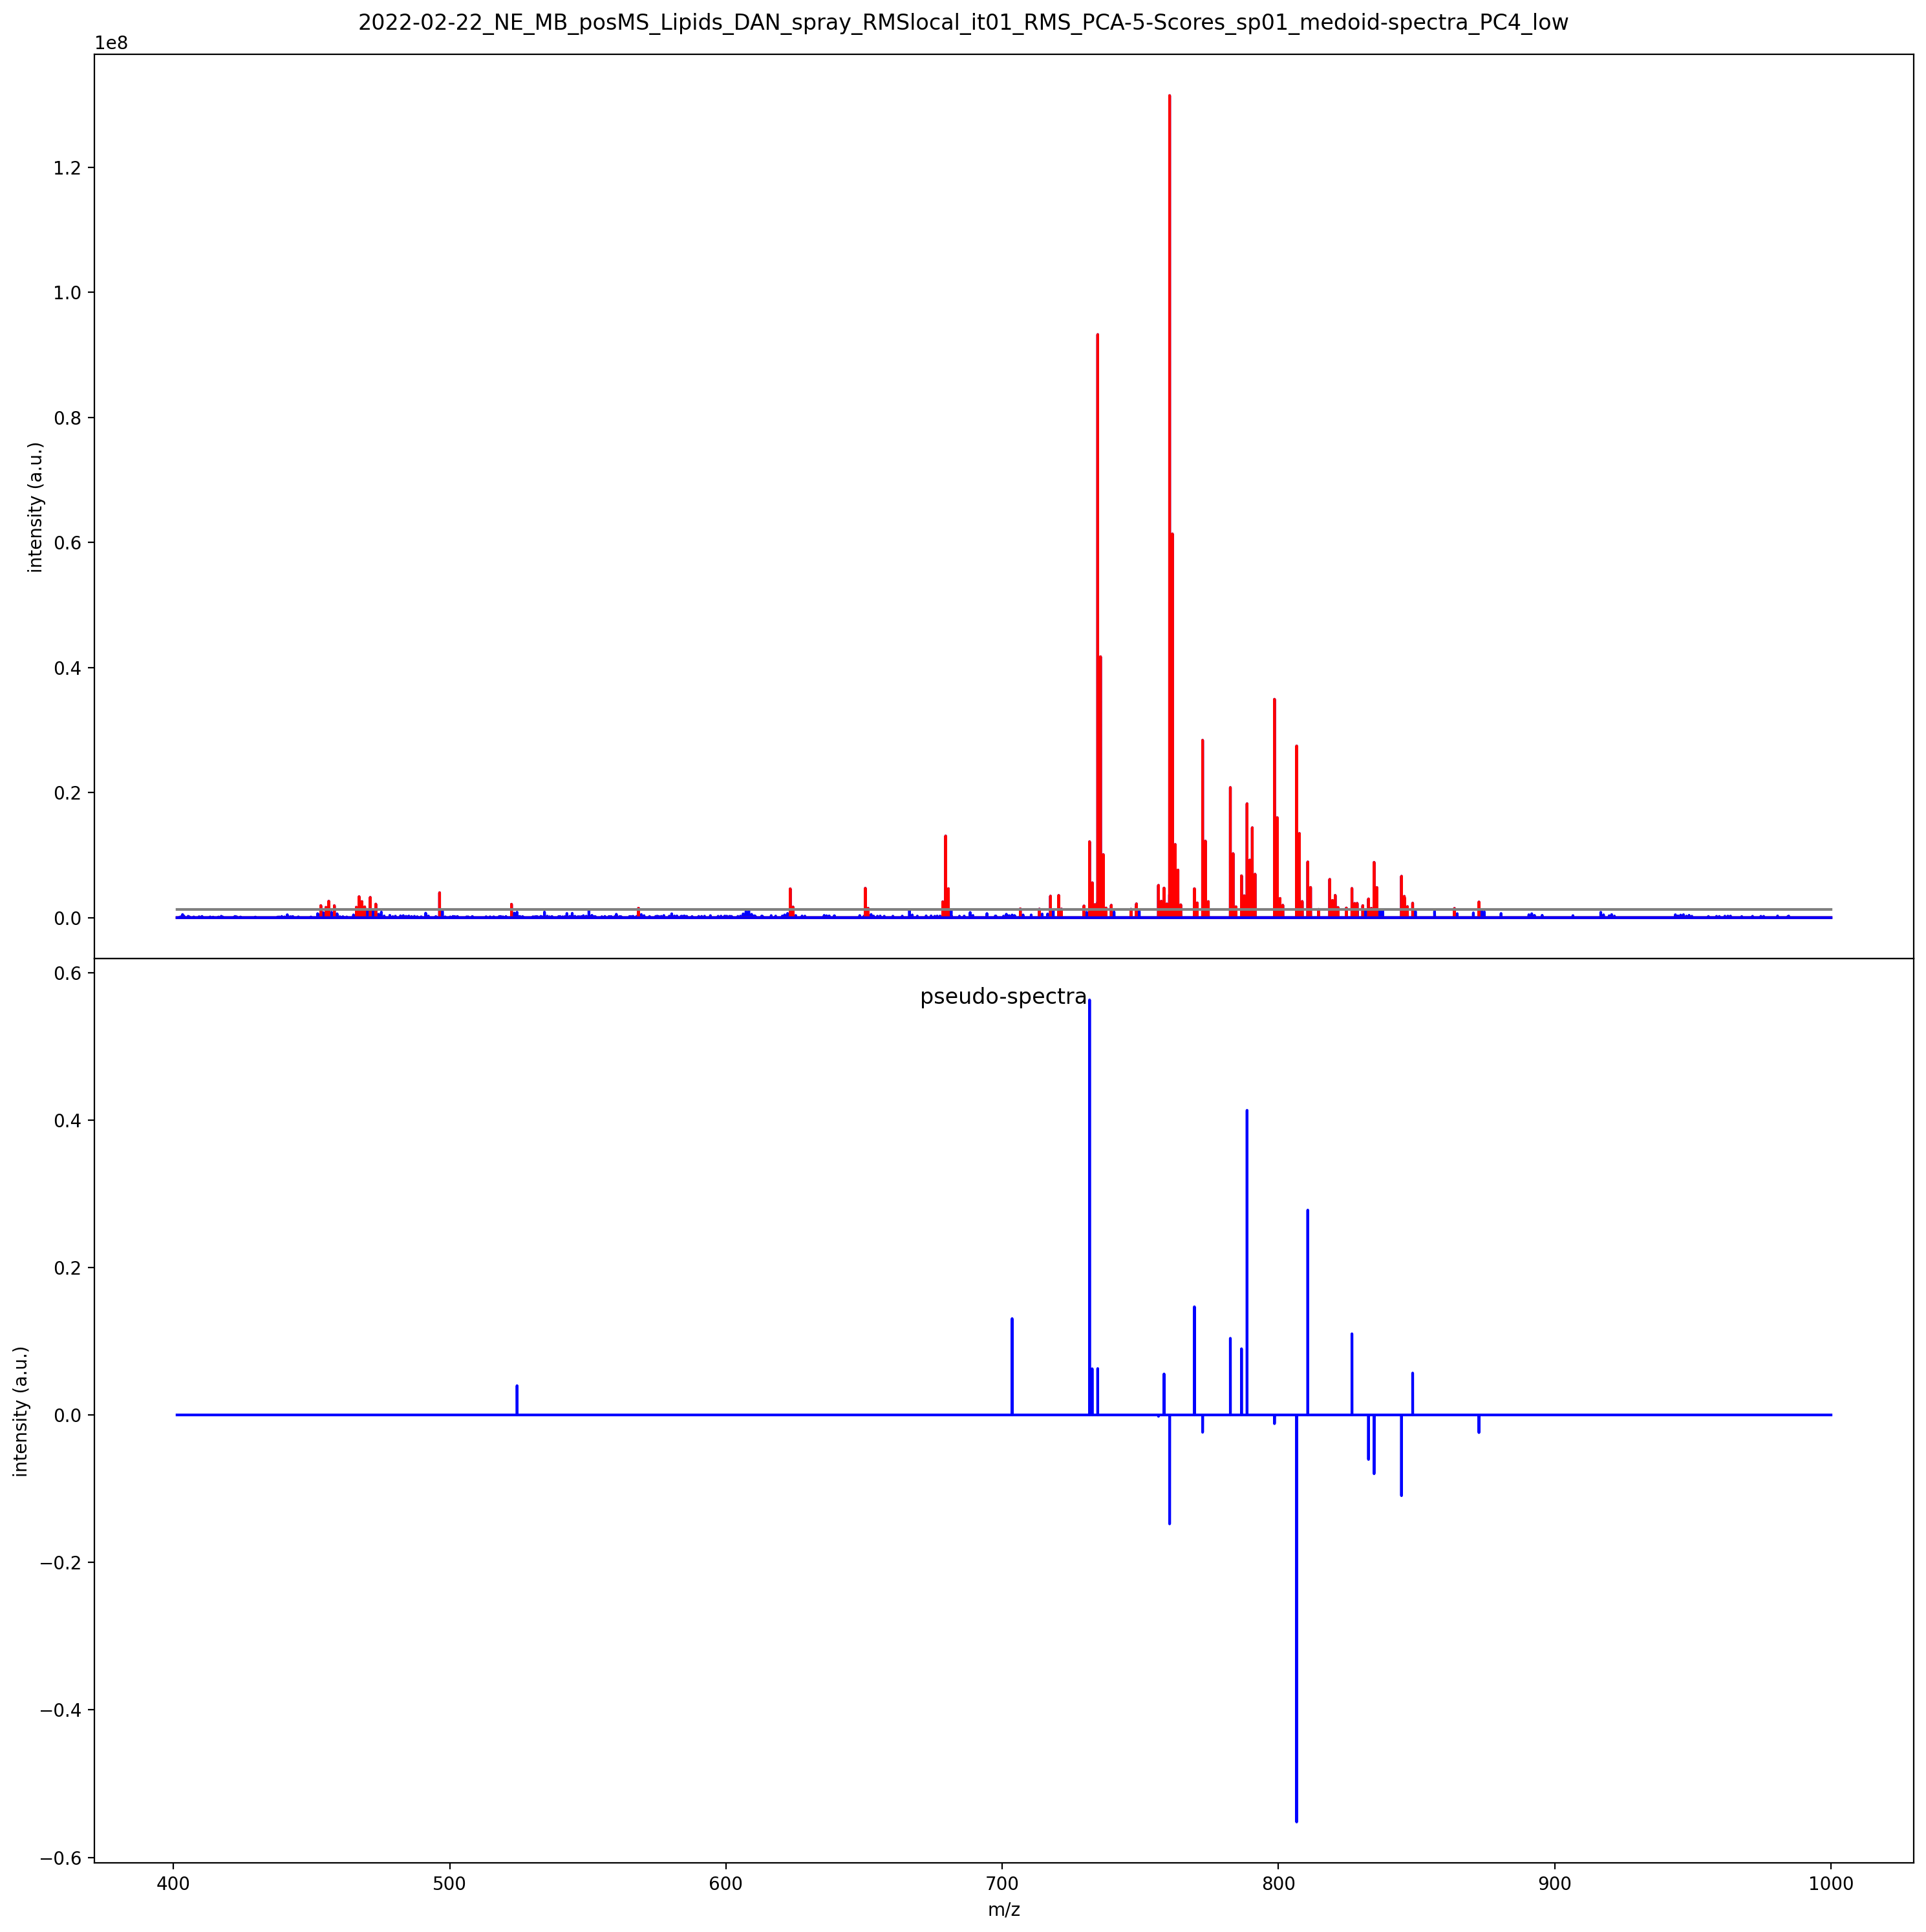 2022-02-22_NE_MB_posMS_Lipids_DAN_spray_RMSlocal_it01_RMS_PCA-5-Scores_sp01_medoid-spectra_PC4_low
1e8
1.2
1.0
0.8
0.6
0.4
0.2
0.0
intensity (a.u.)
pseudo-spectra
0.6
0.4
0.2
0.0
−0.2
−0.4
−0.6
intensity (a.u.)
400 500 600 700 800 900 1000
m/z